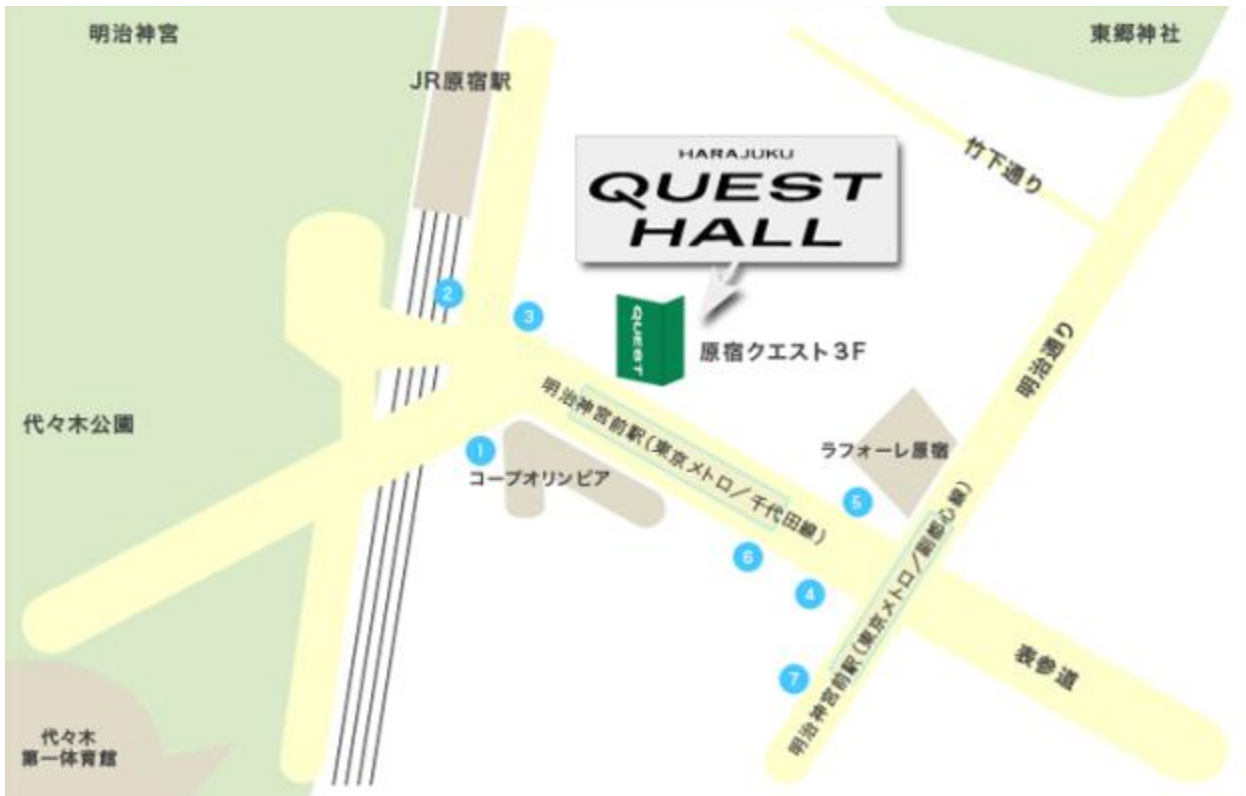 明治神宮
東郷神社
JR原宿駅
竹下通り
HARAJUKU
QUEST
HALL
2
3
QUEST
原宿クエスト3F
明治通り
明治神宮前駅(東京メトロ/千代田線)
代々木公園
1
コープオリンピア
ラフォーレ原宿
5
6
4
明治神宮前駅(東京メトロ/副都心線)
7
表参道
代々木
第一体育館